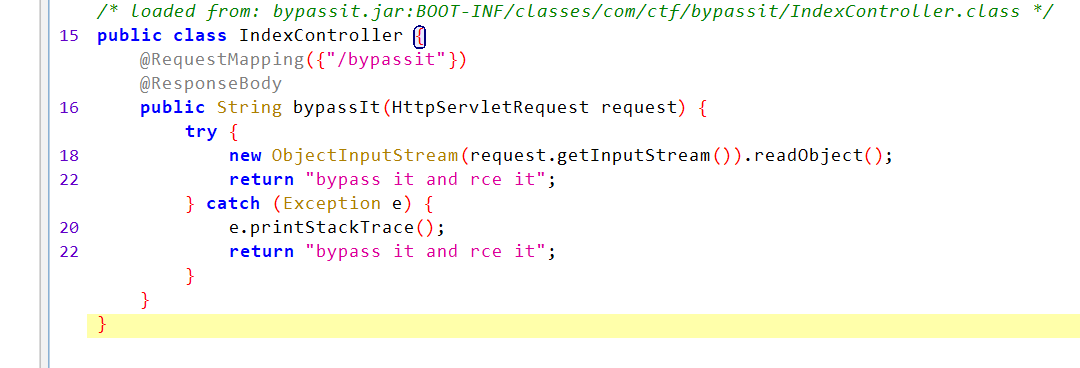 /* loaded from: bypassit.jar:BOOT-INF/classes/com/ctf/bypassit/IndexController.class */
15 public class IndexController {
@RequestMapping({"/bypassit"})
@ResponseBody
16 public String bypassIt(HttpServletRequest request) {
try {
18 new ObjectInputStream(request.getInputStream()).readObject();
22 return "bypass it and rce it";
} catch (Exception e) {
20 e.printStackTrace();
22 return "bypass it and rce it";
}
}
}